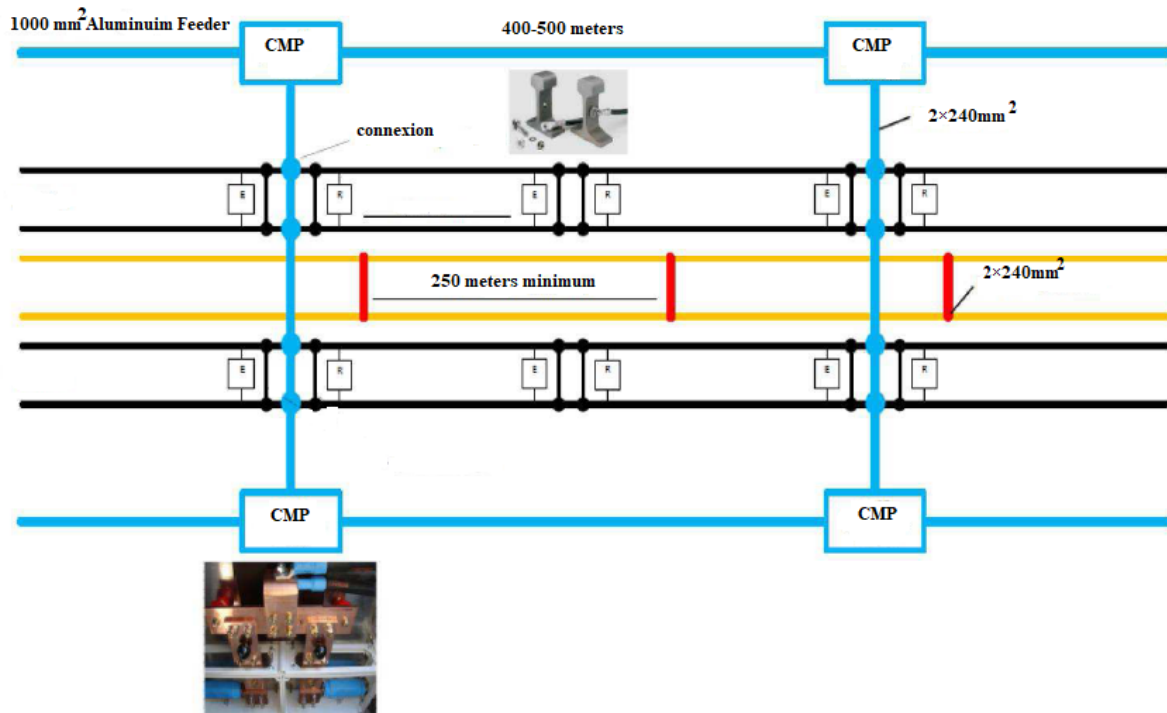 1000 mm² Aluminuim Feeder
CMP
400-500 meters
CMP
2×240mm²
connexion
E R E R E R
250 meters minimum
2×240mm²
E R E R E R
CMP
CMP